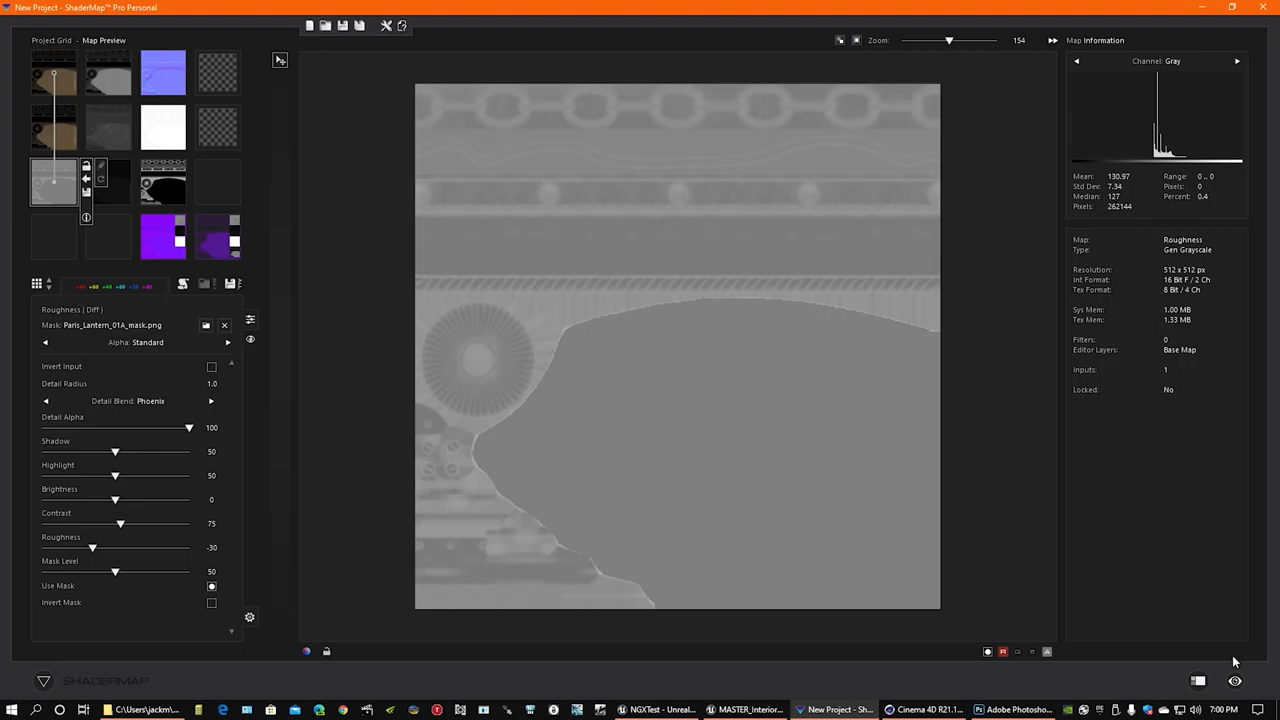 New Project - ShaderMap™ Pro Personal
Project Grid - Map Preview
Zoom: 154
Map Information
Channel: Gray
Mean: 130.97
Std Dev: 7.34
Median: 127
Pixels: 262144
Range: 0 .. 0
Pixels: 0
Percent: 0.4
Map: Roughness
Type: Gen Grayscale
Resolution: 512 x 512 px
Int Format: 16 Bit F / 2 Ch
Tex Format: 8 Bit / 4 Ch
Sys Mem: 1.00 MB
Tex Mem: 1.33 MB
Filters: 0
Editor Layers: Base Map
Inputs: 1
Locked: No
Roughness ( Diff )
Mask: Paris_Lantern_01A_mask.png
Alpha: Standard
Invert Input
Detail Radius 1.0
Detail Blend: Phoenix
Detail Alpha
100
Shadow
50
Highlight
50
Brightness
0
Contrast
75
Roughness
-30
Mask Level
50
Use Mask
Invert Mask
SHADERMAP
C:\Users\jackm\...
NGXTest - Unreal...
MASTER_Interior...
New Project - Sh...
Cinema 4D R21.1...
Adobe Photosho...
7:00 PM